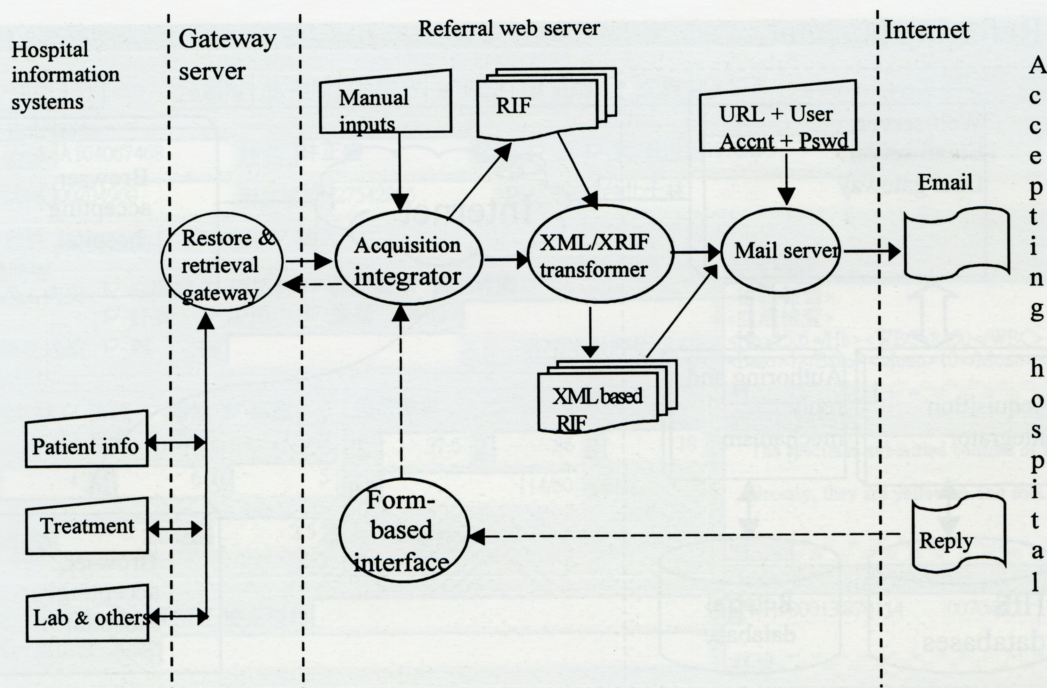 Hospital
information
systems
Gateway
server
Referral web server
Internet
Manual
inputs
RIF
URL + User
Accnt + Pswd
Email
Restore &
retrieval
gateway
Acquisition
integrator
XML/XRIF
transformer
Mail server
XML based
RIF
Patient info
Treatment
Lab & others
Form-
based
interface
Reply
Accepting hospital